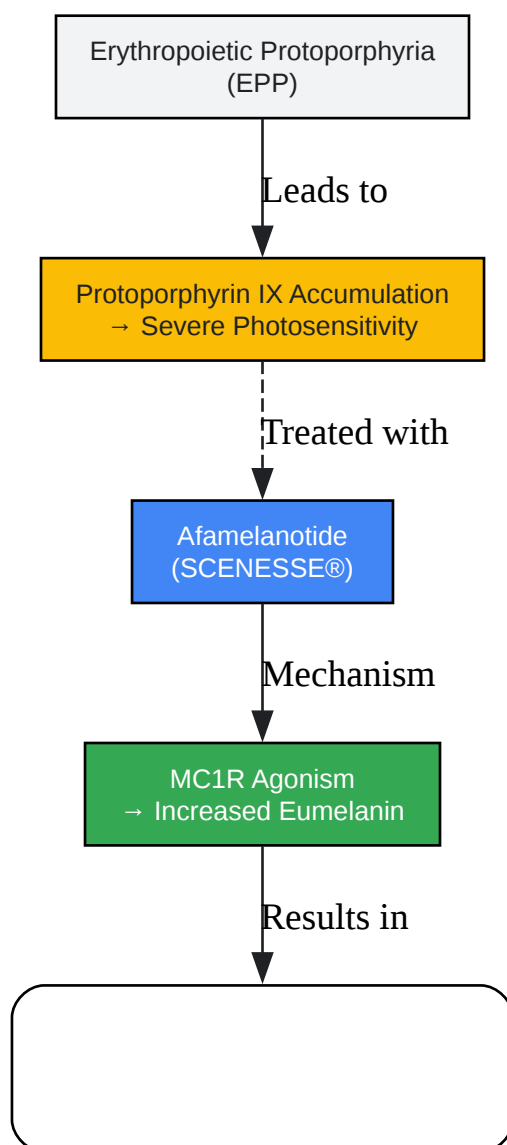 Erythropoietic Protoporphyria
(EPP)
Leads to
Protoporphyrin IX Accumulation
→ Severe Photosensitivity
Treated with
Afamelanotide
(SCENESSE®)
Mechanism
MC1R Agonism
→ Increased Eumelanin
Results in